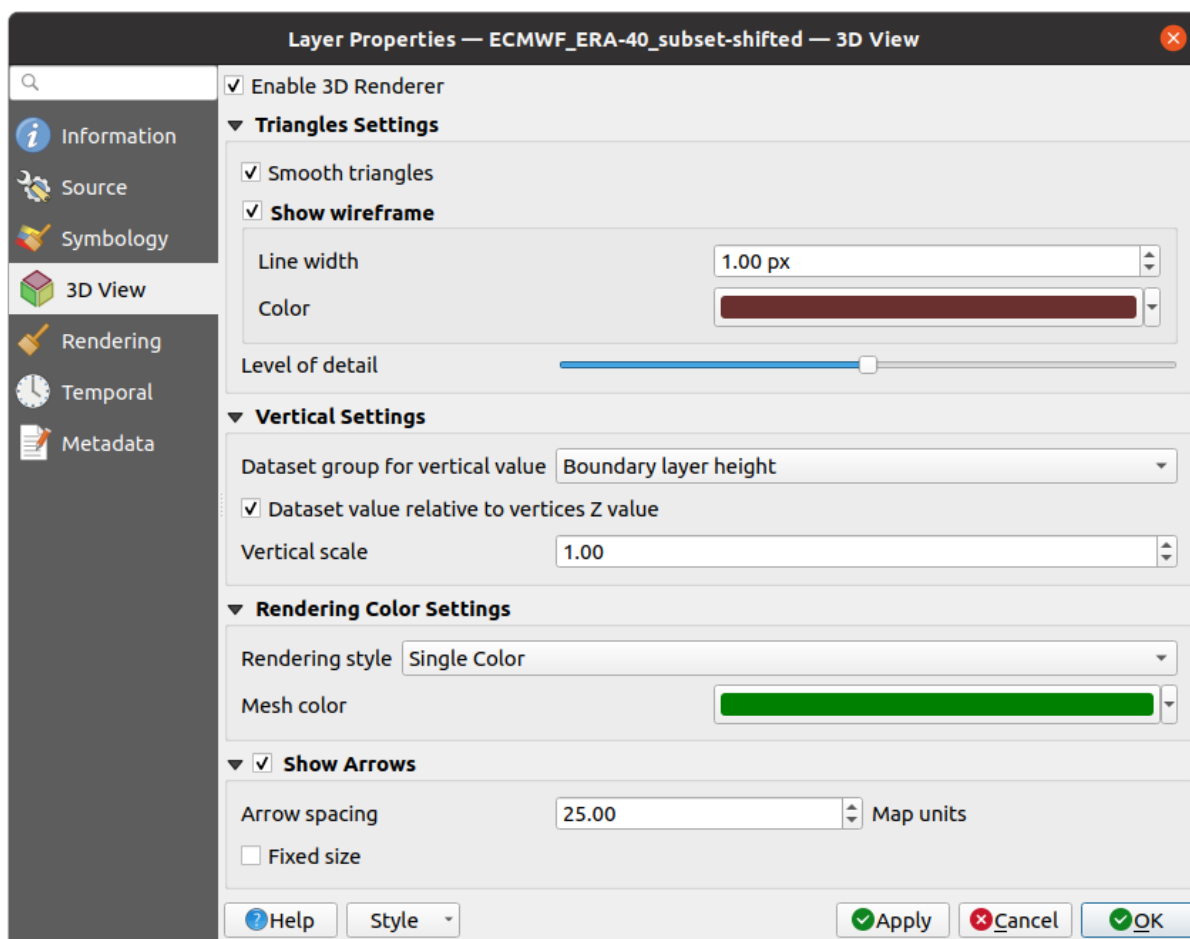 Layer Properties — ECMWF_ERA-40_subset-shifted — 3D View
Information
Source
Symbology
3D View
Rendering
Temporal
Metadata
Enable 3D Renderer
Triangles Settings
Smooth triangles
Show wireframe
Line width 1.00 px
Color
Level of detail
Vertical Settings
Dataset group for vertical value Boundary layer height
Dataset value relative to vertices Z value
Vertical scale 1.00
Rendering Color Settings
Rendering style Single Color
Mesh color
Show Arrows
Arrow spacing 25.00 Map units
Fixed size
Help Style Apply Cancel OK